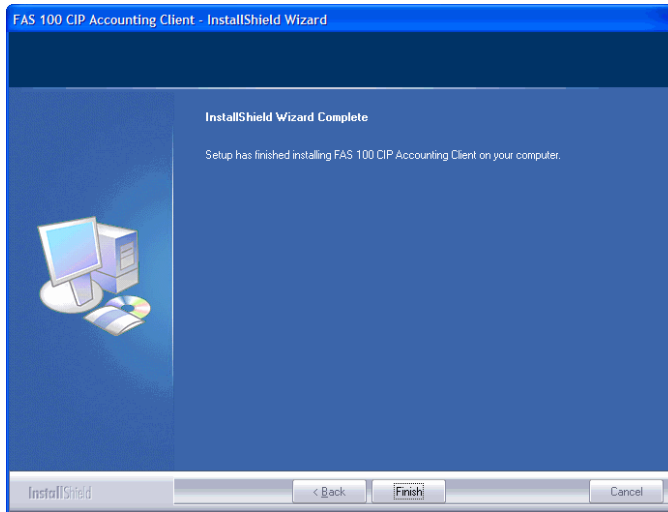 FAS 100 CIP Accounting Client - InstallShield Wizard
InstallShield Wizard Complete
Setup has finished installing FAS 100 CIP Accounting Client on your computer.
InstallShield
< Back
Finish
Cancel